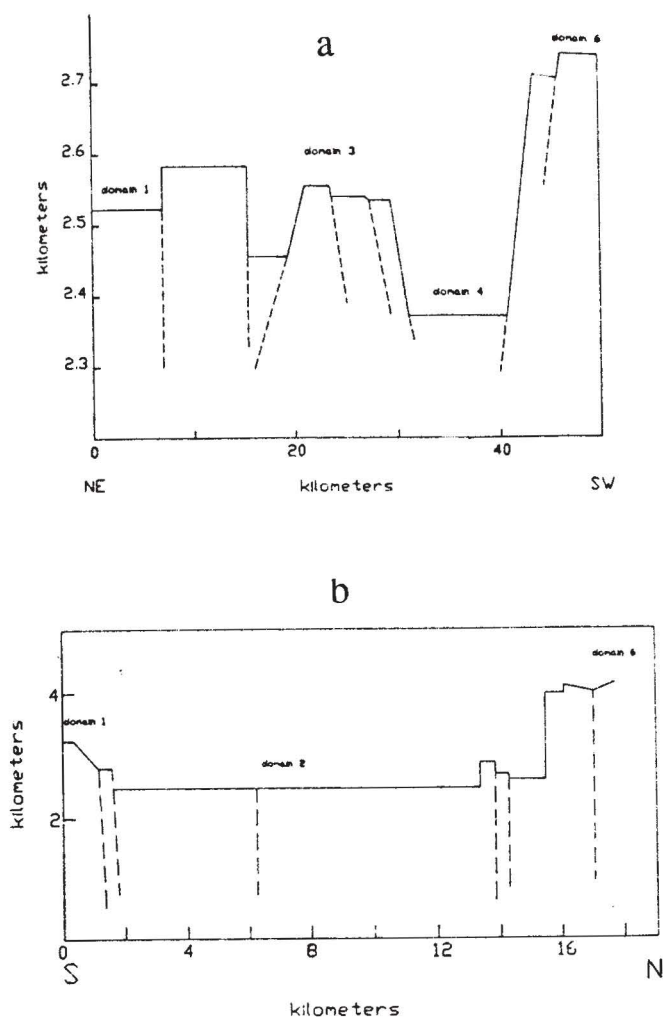 a
domain 6
2.7
2.6
domain 3
domain 1
2.5
kilometers
2.4
domain 4
2.3
0
20
40
NE
kilometers
SW
b
domain 6
4
domain 1
kilometers
domain 2
2
0
4
8
12
16
S
N
kilometers